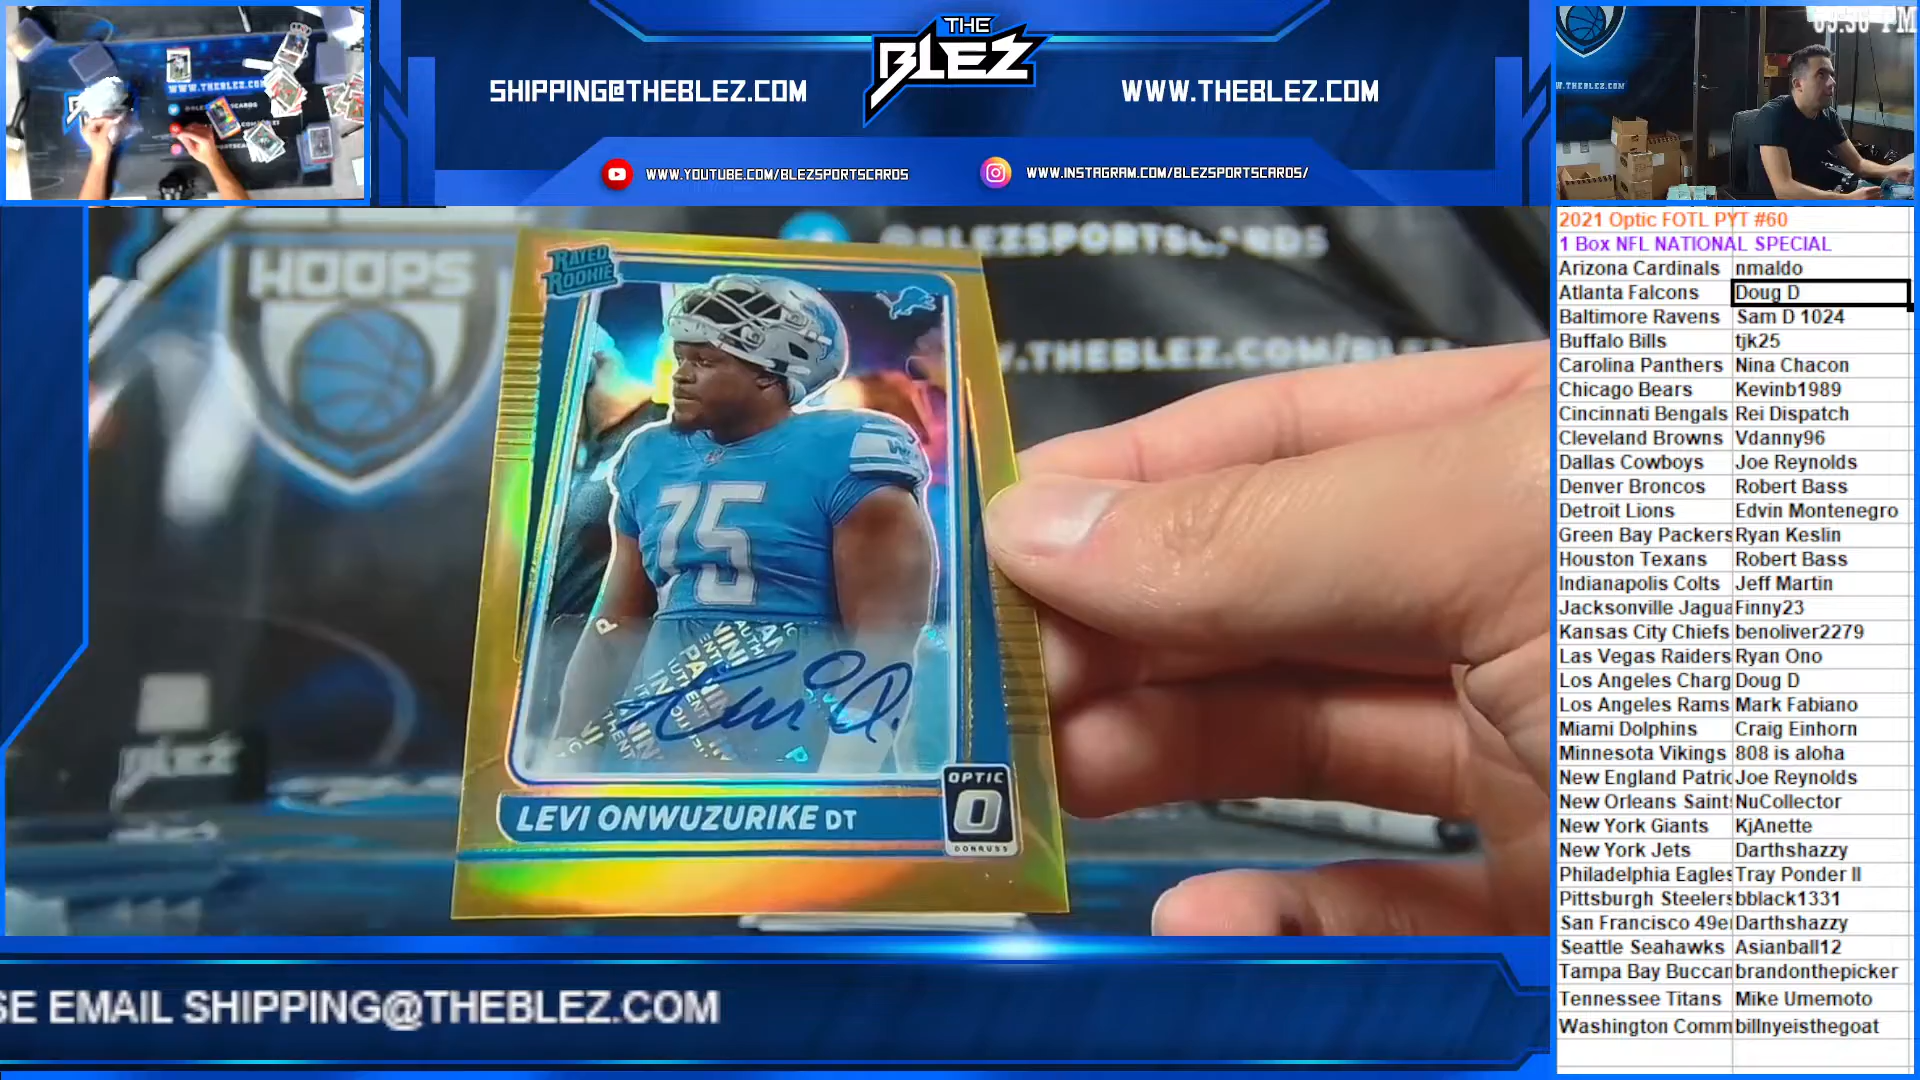 THE
BLEZ
SHIPPING@THEBLEZ.COM
WWW.THEBLEZ.COM
WWW.YOUTUBE.COM/BLEZSPORTSCARDS
WWW.INSTAGRAM.COM/BLEZSPORTSCARDS/
HOOPS
RATED
ROOKIE
75
LEVI ONWUZURIKE DT
OPTIC
DONRUSS
BLEZ
SE EMAIL SHIPPING@THEBLEZ.COM
2021 Optic FOTL PYT #60
1 Box NFL NATIONAL SPECIAL
Arizona Cardinals nmaldo
Atlanta Falcons Doug D
Baltimore Ravens Sam D 1024
Buffalo Bills tjk25
Carolina Panthers Nina Chacon
Chicago Bears Kevinb1989
Cincinnati Bengals Rei Dispatch
Cleveland Browns Vdanny96
Dallas Cowboys Joe Reynolds
Denver Broncos Robert Bass
Detroit Lions Edvin Montenegro
Green Bay Packers Ryan Keslin
Houston Texans Robert Bass
Indianapolis Colts Jeff Martin
Jacksonville Jagua Finny23
Kansas City Chiefs benoliver2279
Las Vegas Raiders Ryan Ono
Los Angeles Charg Doug D
Los Angeles Rams Mark Fabiano
Miami Dolphins Craig Einhorn
Minnesota Vikings 808 is aloha
New England Patric Joe Reynolds
New Orleans Saints NuCollector
New York Giants KjAnette
New York Jets Darthshazzy
Philadelphia Eagles Tray Ponder II
Pittsburgh Steelers bblack1331
San Francisco 49er Darthshazzy
Seattle Seahawks Asianball12
Tampa Bay Buccan brandonthepicker
Tennessee Titans Mike Umemoto
Washington Comm billnyeisthegoat